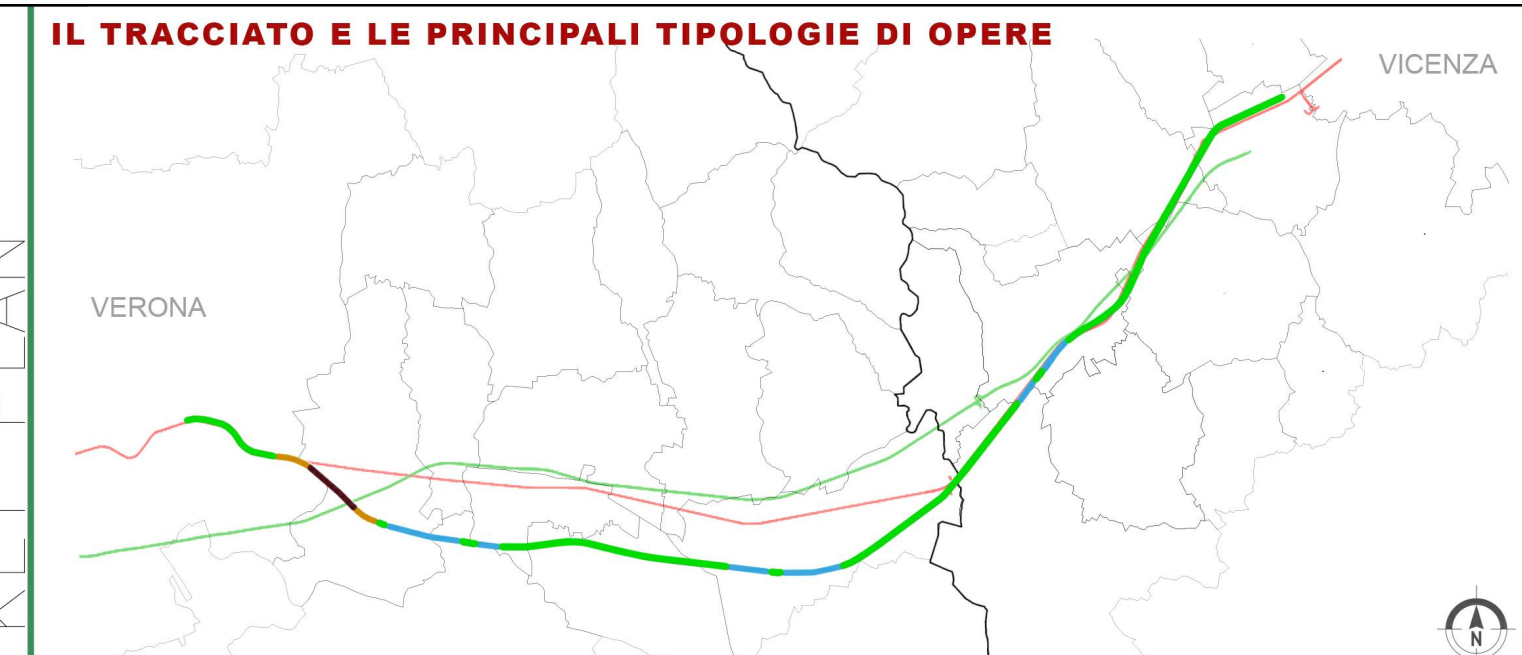 IL TRACCIATO E LE PRINCIPALI TIPOLOGIE DI OPERE
VICENZA
VERONA
N